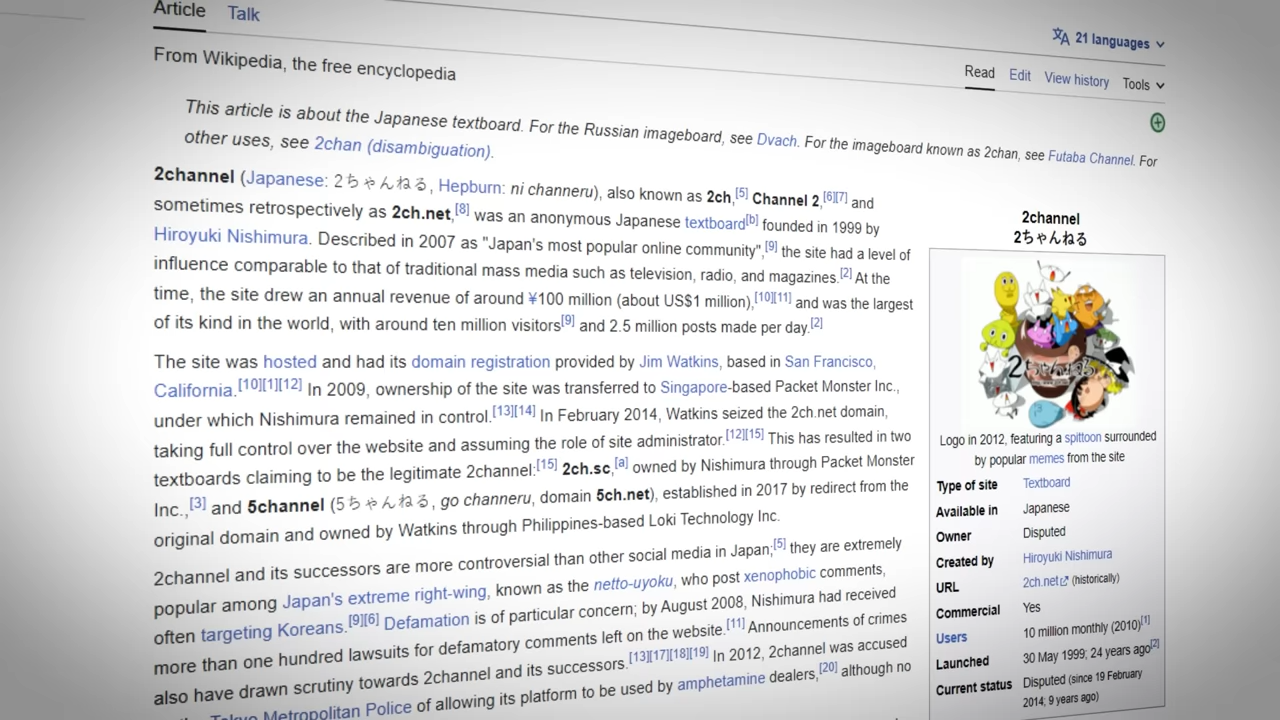 Article Talk
21 languages
From Wikipedia, the free encyclopedia
Read Edit View history Tools
This article is about the Japanese textboard. For the Russian imageboard, see Dvach. For the imageboard known as 2chan, see Futaba Channel. For
other uses, see 2chan (disambiguation).
2channel (Japanese: 2ちゃんねる, Hepburn: ni channeru), also known as 2ch,[5] Channel 2,[6][7] and
sometimes retrospectively as 2ch.net,[8] was an anonymous Japanese textboard[b] founded in 1999 by
Hiroyuki Nishimura. Described in 2007 as "Japan's most popular online community",[9] the site had a level of
influence comparable to that of traditional mass media such as television, radio, and magazines.[2] At the
time, the site drew an annual revenue of around ¥100 million (about US$1 million),[10][11] and was the largest
of its kind in the world, with around ten million visitors[9] and 2.5 million posts made per day.[2]
The site was hosted and had its domain registration provided by Jim Watkins, based in San Francisco,
California.[10][1][12] In 2009, ownership of the site was transferred to Singapore-based Packet Monster Inc.,
under which Nishimura remained in control.[13][14] In February 2014, Watkins seized the 2ch.net domain,
taking full control over the website and assuming the role of site administrator.[12][15] This has resulted in two
textboards claiming to be the legitimate 2channel:[15] 2ch.sc,[a] owned by Nishimura through Packet Monster
Inc.,[3] and 5channel (5ちゃんねる, go channeru, domain 5ch.net), established in 2017 by redirect from the
original domain and owned by Watkins through Philippines-based Loki Technology Inc.
2channel and its successors are more controversial than other social media in Japan;[5] they are extremely
popular among Japan's extreme right-wing, known as the netto-uyoku, who post xenophobic comments,
often targeting Koreans.[9][6] Defamation is of particular concern; by August 2008, Nishimura had received
more than one hundred lawsuits for defamatory comments left on the website.[11] Announcements of crimes
also have drawn scrutiny towards 2channel and its successors.[13][17][18][19] In 2012, 2channel was accused
Tokyo Metropolitan Police of allowing its platform to be used by amphetamine dealers,[20] although no
2channel
2ちゃんねる
2ちゃんねる
Logo in 2012, featuring a spittoon surrounded
by popular memes from the site
Type of site Textboard
Available in Japanese
Owner Disputed
Created by Hiroyuki Nishimura
URL 2ch.net (historically)
Commercial Yes
Users 10 million monthly (2010)[1]
Launched 30 May 1999; 24 years ago[2]
Current status Disputed (since 19 February
2014; 9 years ago)